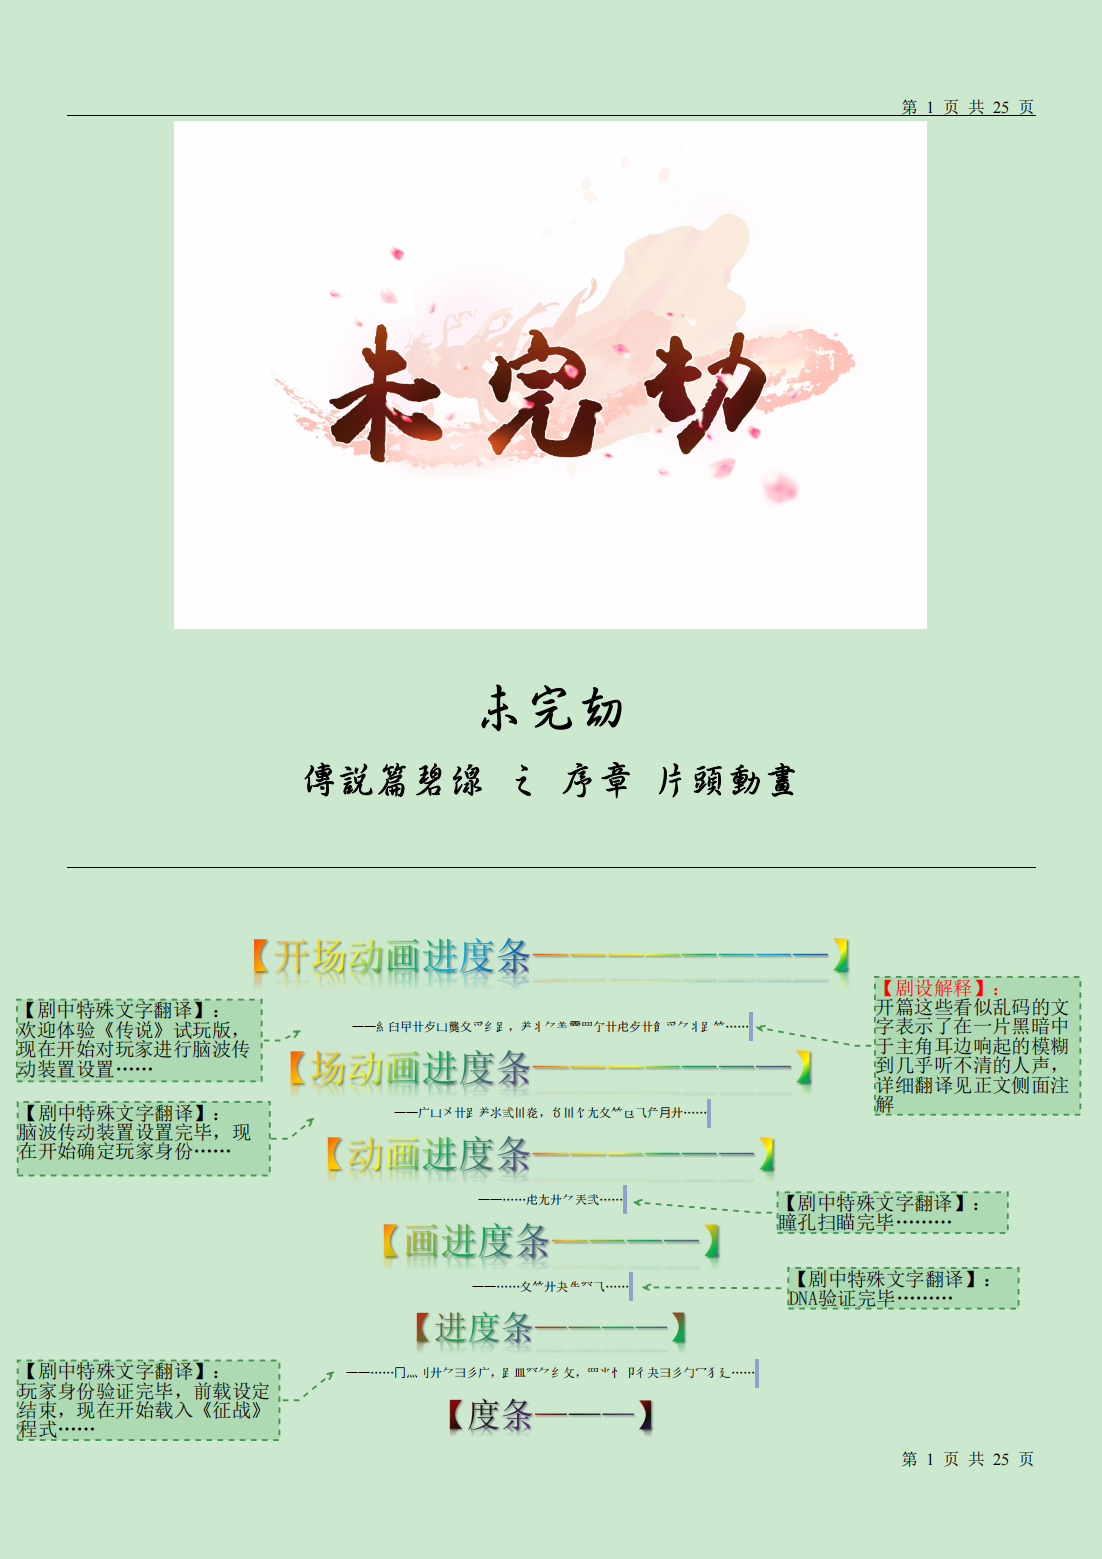 第 1 页 共 25 页
未完劫
未完劫
傳説篇碧線 之 序章 片頭動畫
【开场动画进度条————————】
【剧中特殊文字翻译】:
欢迎体验《传说》试玩版,
现在开始对玩家进行脑波传
动装置设置……
【剧设解释】:
开篇这些看似乱码的文
字表示了在一片黑暗中
于主角耳边响起的模糊
到几乎听不清的人声,
详细翻译见正文侧面注
解
【场动画进度条———————】
【剧中特殊文字翻译】:
脑波传动装置设置完毕, 现
在开始确定玩家身份……
【动画进度条——————】
【剧中特殊文字翻译】:
瞳孔扫瞄完毕………
【画进度条————】
【剧中特殊文字翻译】:
DNA验证完毕………
【进度条————】
【剧中特殊文字翻译】:
玩家身份验证完毕, 前载设定
结束, 现在开始载入《征战》
程式……
【度条———】
第 1 页 共 25 页